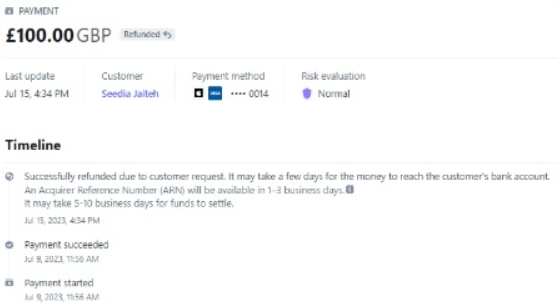 PAYMENT
£100.00 GBP Refunded
Last update Customer Payment method Risk evaluation
Jul 15, 4:34 PM Seedia Jaiteh VISA •••• 0014 Normal
Timeline
Successfully refunded due to customer request. It may take a few days for the money to reach the customer's bank account.
An Acquirer Reference Number (ARN) will be available in 1–3 business days.
It may take 5-10 business days for funds to settle.
Jul 15, 2023, 4:34 PM
Payment succeeded
Jul 9, 2023, 11:56 AM
Payment started
Jul 9, 2023, 11:56 AM